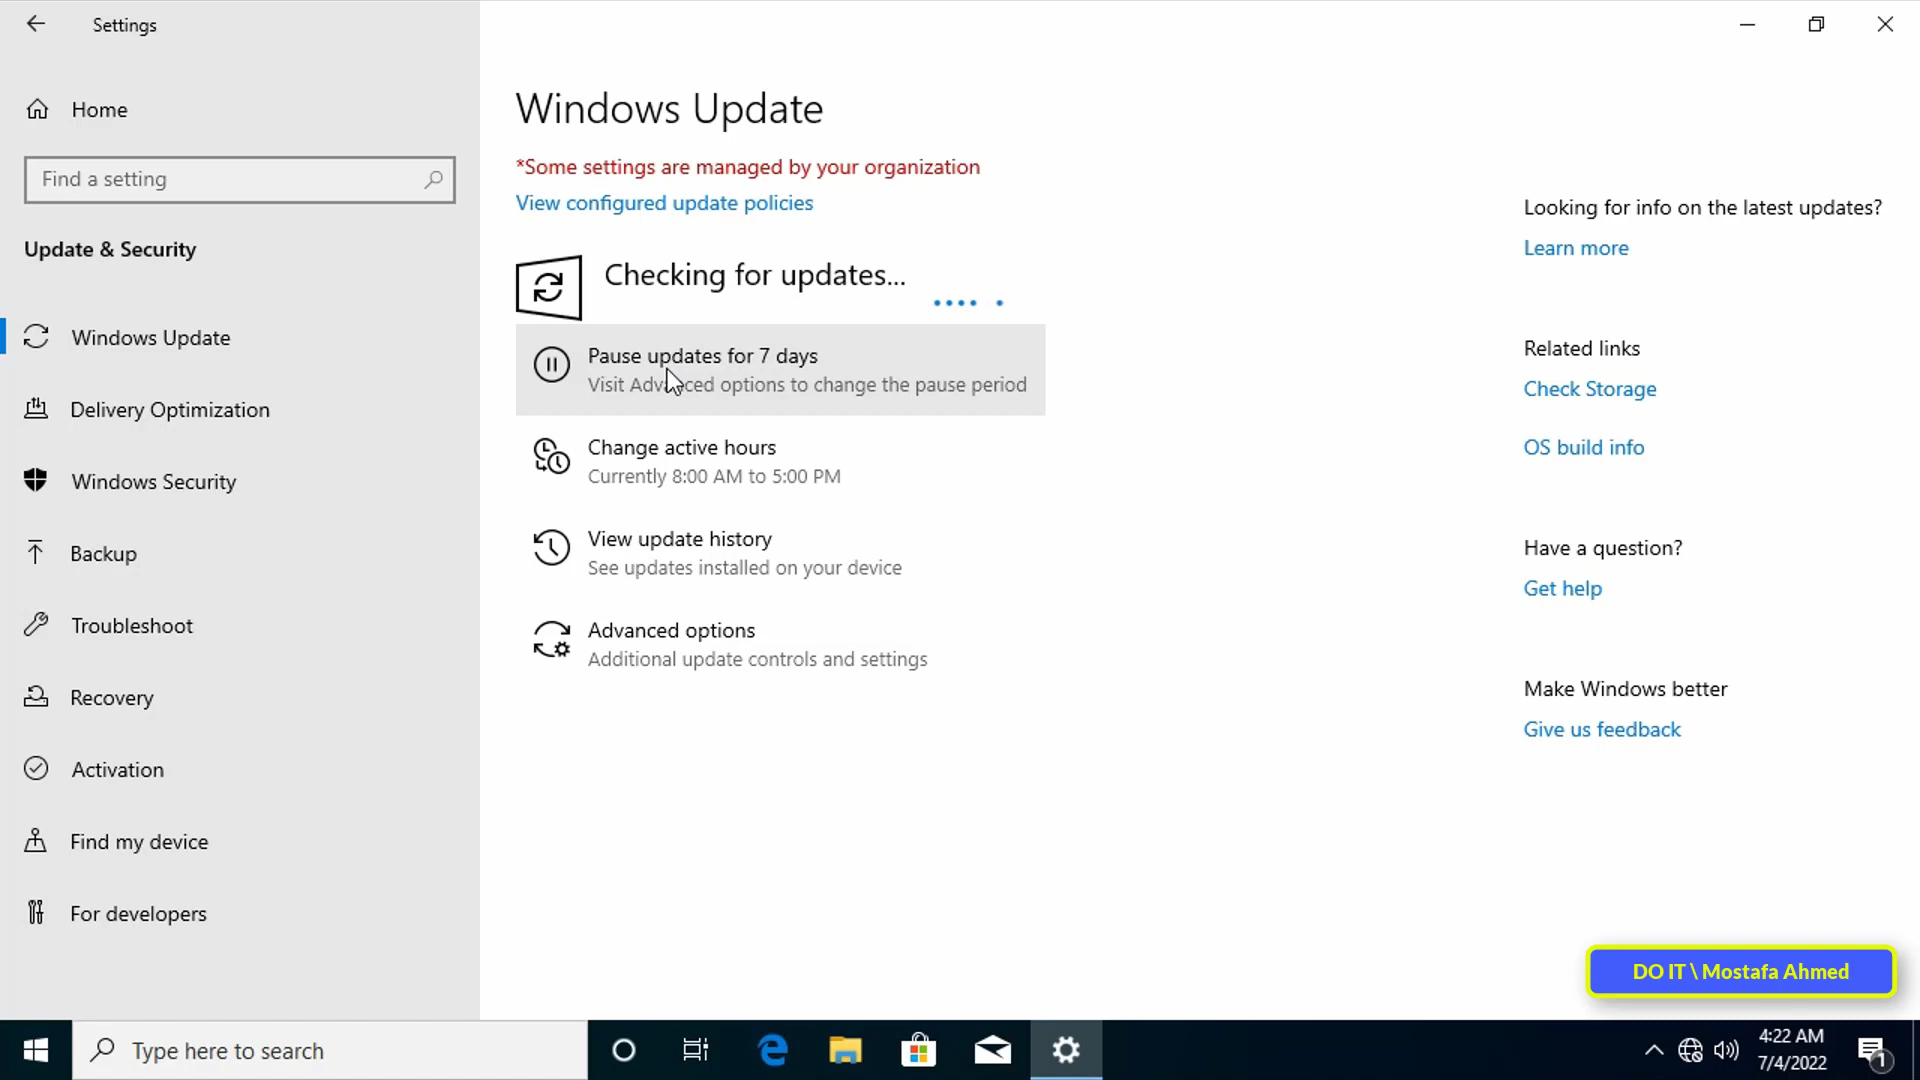 Settings
Home
Find a setting
Update & Security
Windows Update
Delivery Optimization
Windows Security
Backup
Troubleshoot
Recovery
Activation
Find my device
For developers
Windows Update
*Some settings are managed by your organization
View configured update policies
Checking for updates...
Pause updates for 7 days
Visit Advanced options to change the pause period
Change active hours
Currently 8:00 AM to 5:00 PM
View update history
See updates installed on your device
Advanced options
Additional update controls and settings
Looking for info on the latest updates?
Learn more
Related links
Check Storage
OS build info
Have a question?
Get help
Make Windows better
Give us feedback
DO IT \ Mostafa Ahmed
Type here to search
4:22 AM
7/4/2022
1